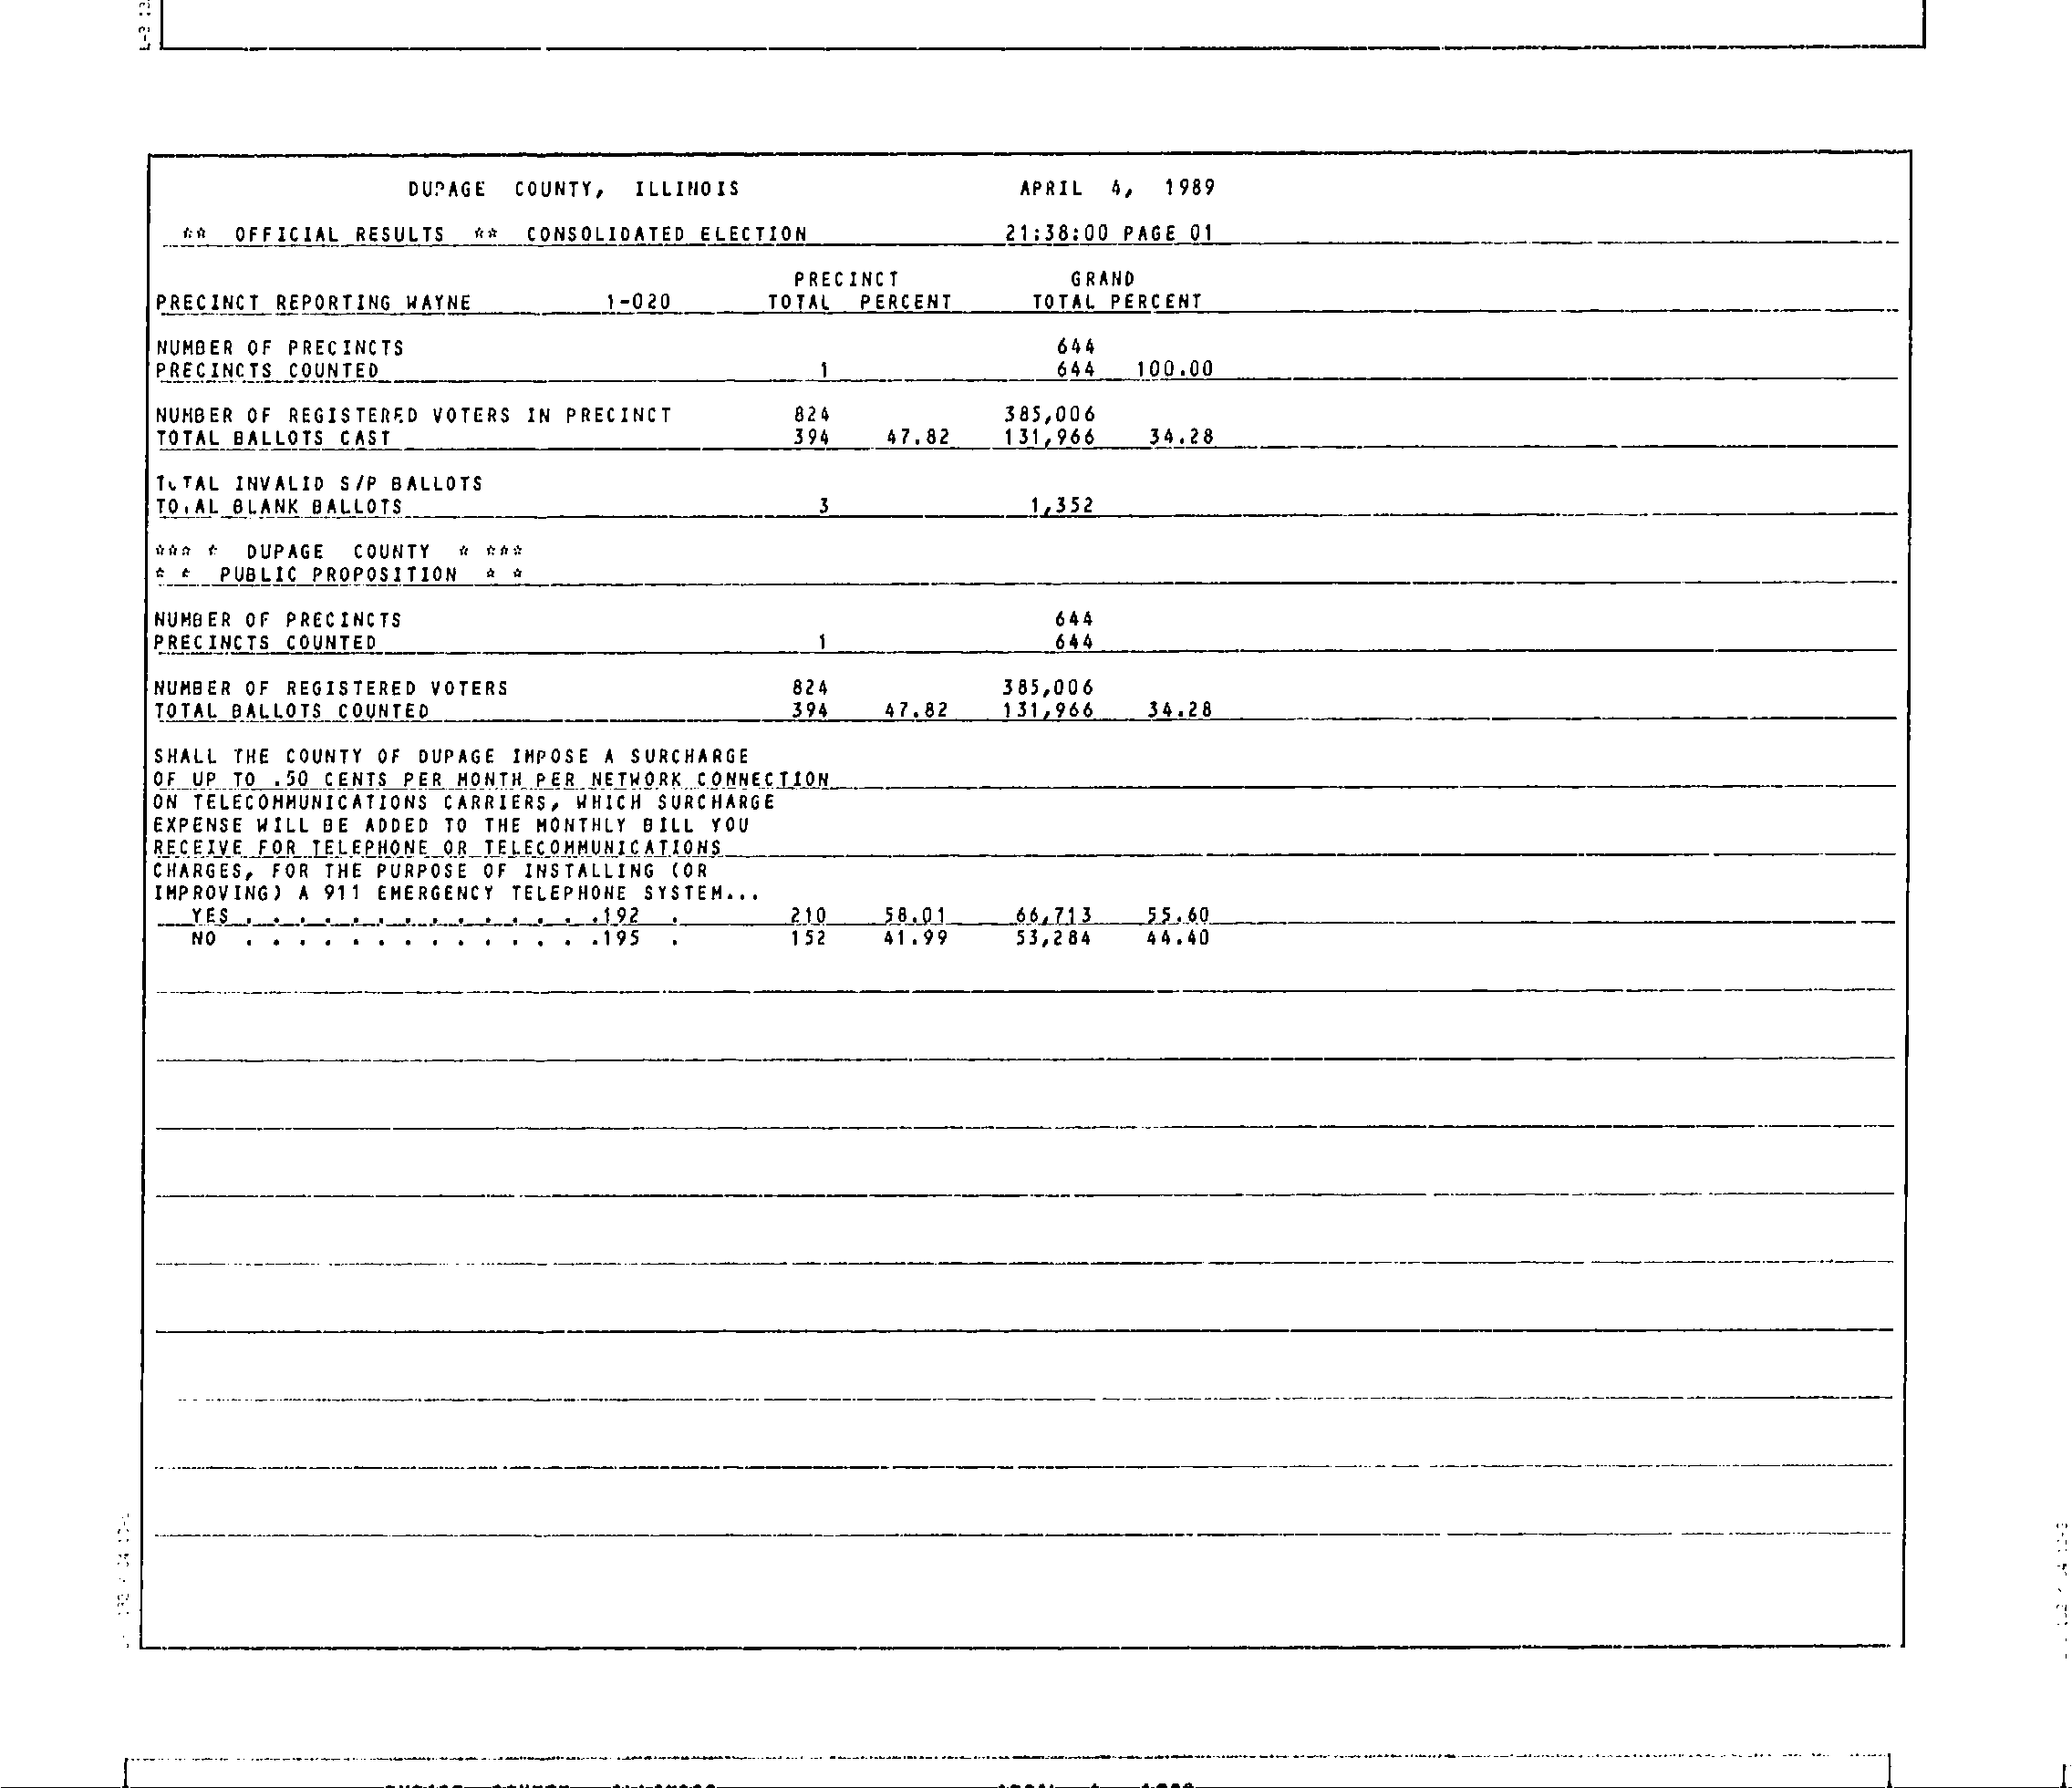 DUPAGE COUNTY, ILLINOIS APRIL 4, 1989
** OFFICIAL RESULTS ** CONSOLIDATED ELECTION 21:38:00 PAGE 01
PRECINCT GRAND
PRECINCT REPORTING WAYNE 1-020 TOTAL PERCENT TOTAL PERCENT
NUMBER OF PRECINCTS 644
PRECINCTS COUNTED 1 644 100.00
NUMBER OF REGISTERED VOTERS IN PRECINCT 824 385,006
TOTAL BALLOTS CAST 394 47.82 131,966 34.28
TOTAL INVALID S/P BALLOTS
TOTAL BLANK BALLOTS 3 1,352
*** * DUPAGE COUNTY * ***
* * PUBLIC PROPOSITION * *
NUMBER OF PRECINCTS 644
PRECINCTS COUNTED 1 644
NUMBER OF REGISTERED VOTERS 824 385,006
TOTAL BALLOTS COUNTED 394 47.82 131,966 34.28
SHALL THE COUNTY OF DUPAGE IMPOSE A SURCHARGE
OF UP TO .50 CENTS PER MONTH PER NETWORK CONNECTION
ON TELECOMMUNICATIONS CARRIERS, WHICH SURCHARGE
EXPENSE WILL BE ADDED TO THE MONTHLY BILL YOU
RECEIVE FOR TELEPHONE OR TELECOMMUNICATIONS
CHARGES, FOR THE PURPOSE OF INSTALLING (OR
IMPROVING) A 911 EMERGENCY TELEPHONE SYSTEM...
YES . . . . . . . . . . . . . .192 . 210 58.01 66,713 55.60
NO . . . . . . . . . . . . . .195 . 152 41.99 53,284 44.40